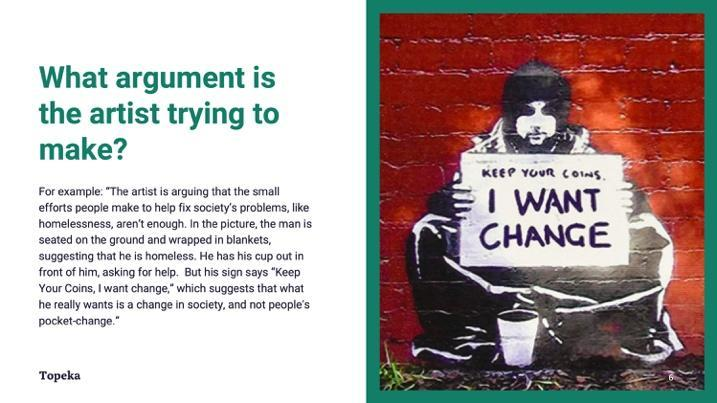 What argument is
the artist trying to
make?
For example: “The artist is arguing that the small
efforts people make to help fix society’s problems, like
homelessness, aren’t enough. In the picture, the man is
seated on the ground and wrapped in blankets,
suggesting that he is homeless. He has his cup out in
front of him, asking for help.  But his sign says “Keep
Your Coins, I want change,” which suggests that what
he really wants is a change in society, and not people's
pocket-change.”
Topeka
KEEP YOUR COINS.
I WANT
CHANGE
6